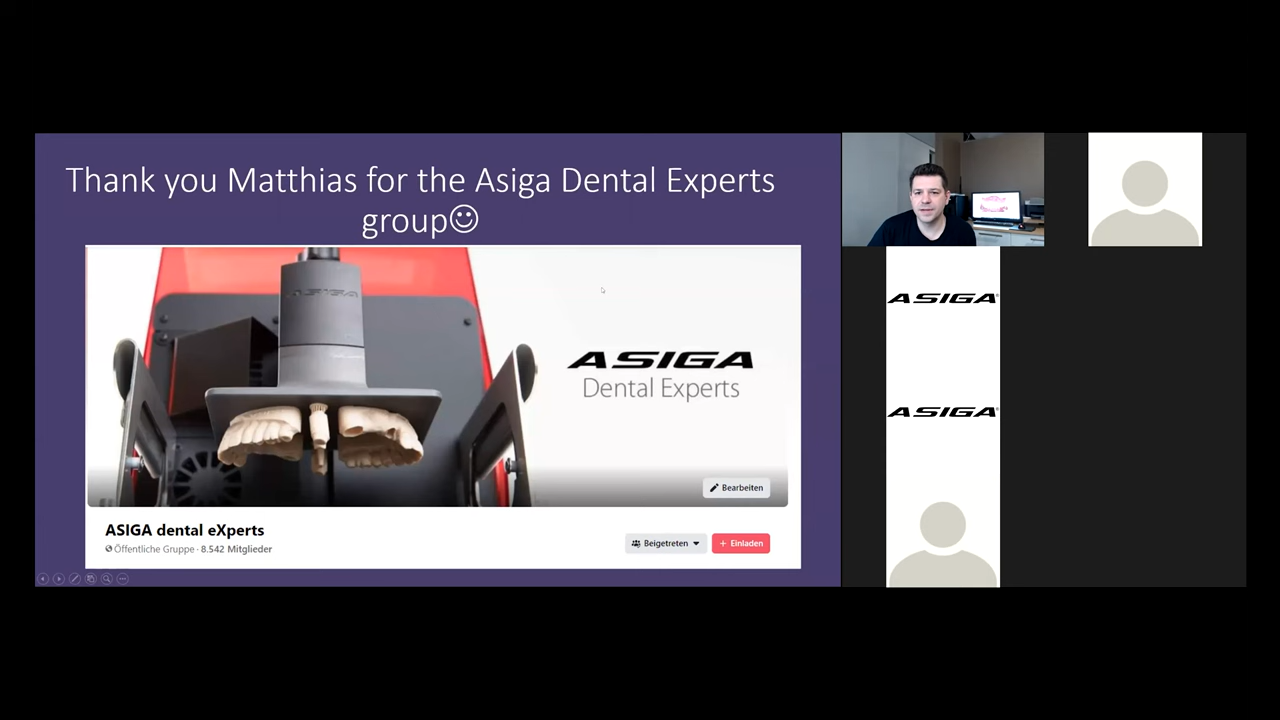 Thank you Matthias for the Asiga Dental Experts
group☺
ASIGA
ASIGA
Dental Experts
Bearbeiten
ASIGA dental eXperts
Öffentliche Gruppe · 8.542 Mitglieder
Beigetreten
+ Einladen
ASIGA®
ASIGA®